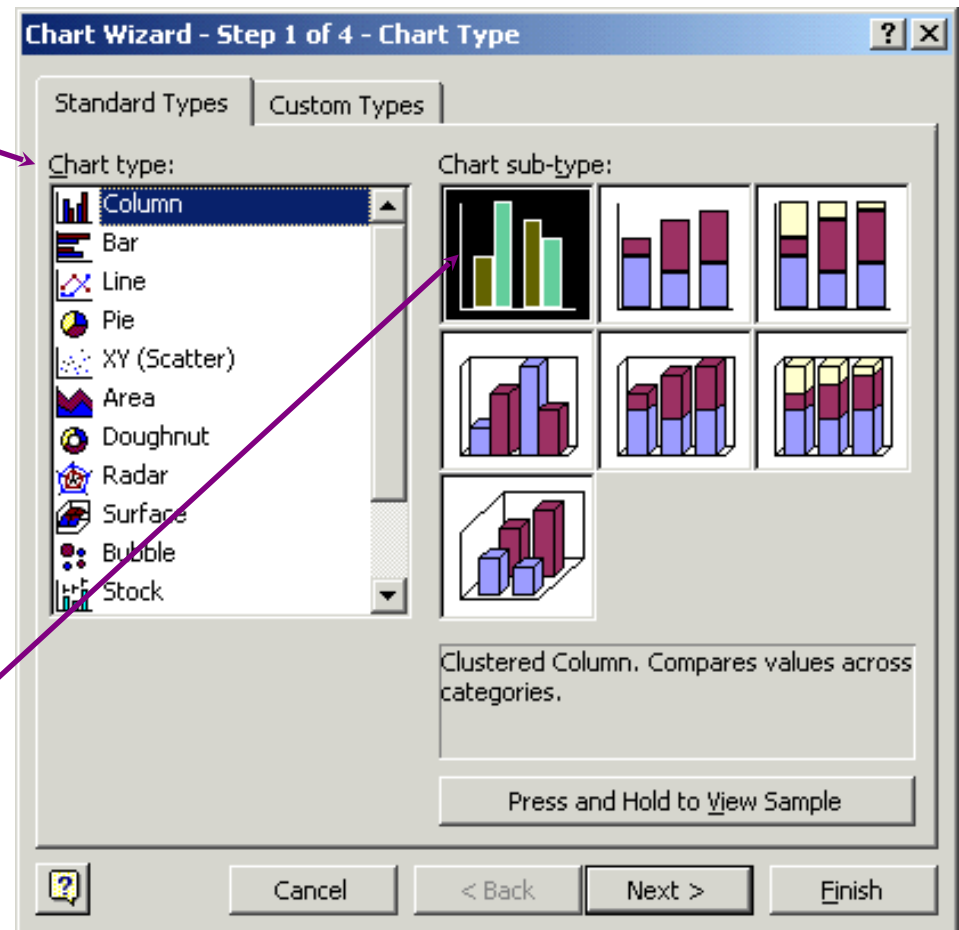 Chart Wizard - Step 1 of 4 - Chart Type
Standard Types
Custom Types
Chart type:
Column
Bar
Line
Pie
XY (Scatter)
Area
Doughnut
Radar
Surface
Bubble
Stock
Chart sub-type:
Clustered Column. Compares values across
categories.
Press and Hold to View Sample
Cancel
< Back
Next >
Finish